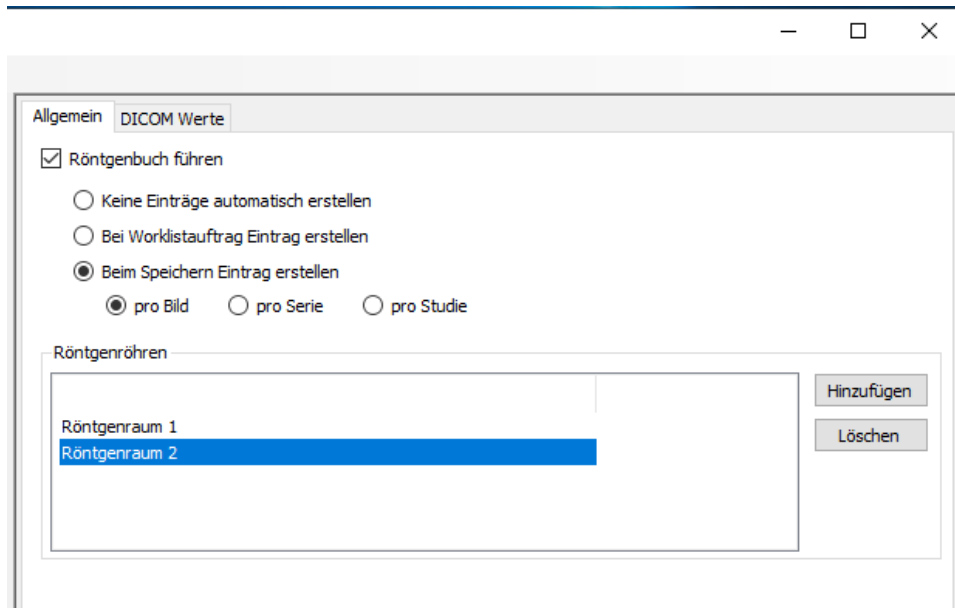 Allgemein DICOM Werte
Röntgenbuch führen
Keine Einträge automatisch erstellen
Bei Worklistauftrag Eintrag erstellen
Beim Speichern Eintrag erstellen
pro Bild pro Serie pro Studie
Röntgenröhren
Hinzufügen
Röntgenraum 1
Löschen
Röntgenraum 2